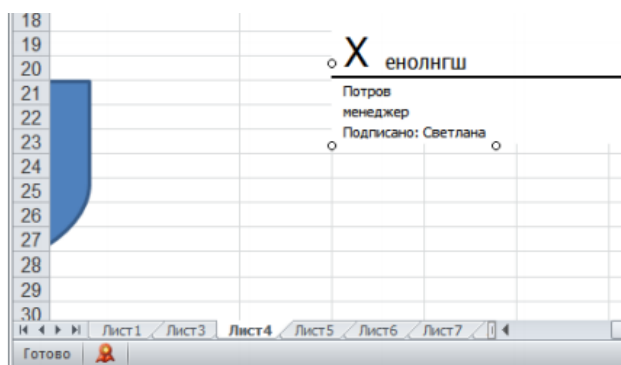 18
19
20
21
22
23
24
25
26
27
28
29
30
X енолнгш
Потров
менеджер
Подписано: Светлана
Лист1 Лист3 Лист4 Лист5 Лист6 Лист7
Готово